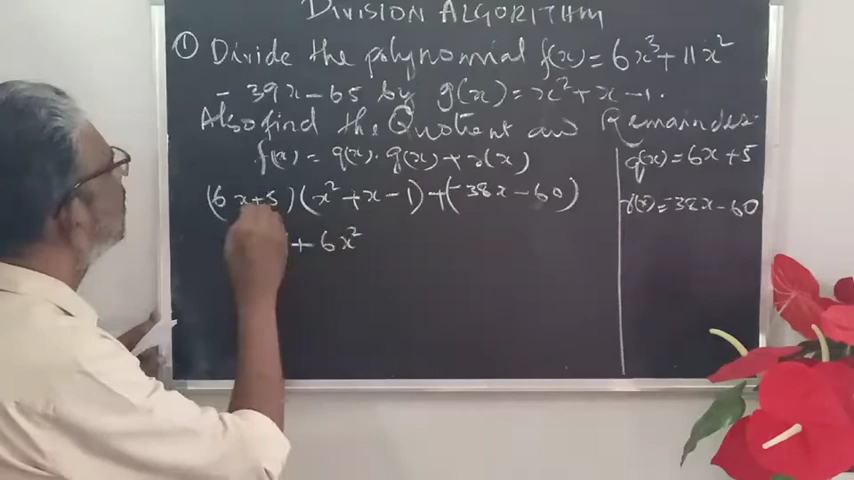 DIVISION ALGORITHM
① Divide the polynomial f(x) = 6x³ + 11x²
- 39x - 65 by g(x) = x² + x - 1.
Also find the Quotient and Remainder.
f(x) = q(x). g(x) + r(x)
(6x+5)(x² + x - 1) + (-38x - 60)
+ 6x²
q(x) = 6x + 5
r(x) = -38x - 60